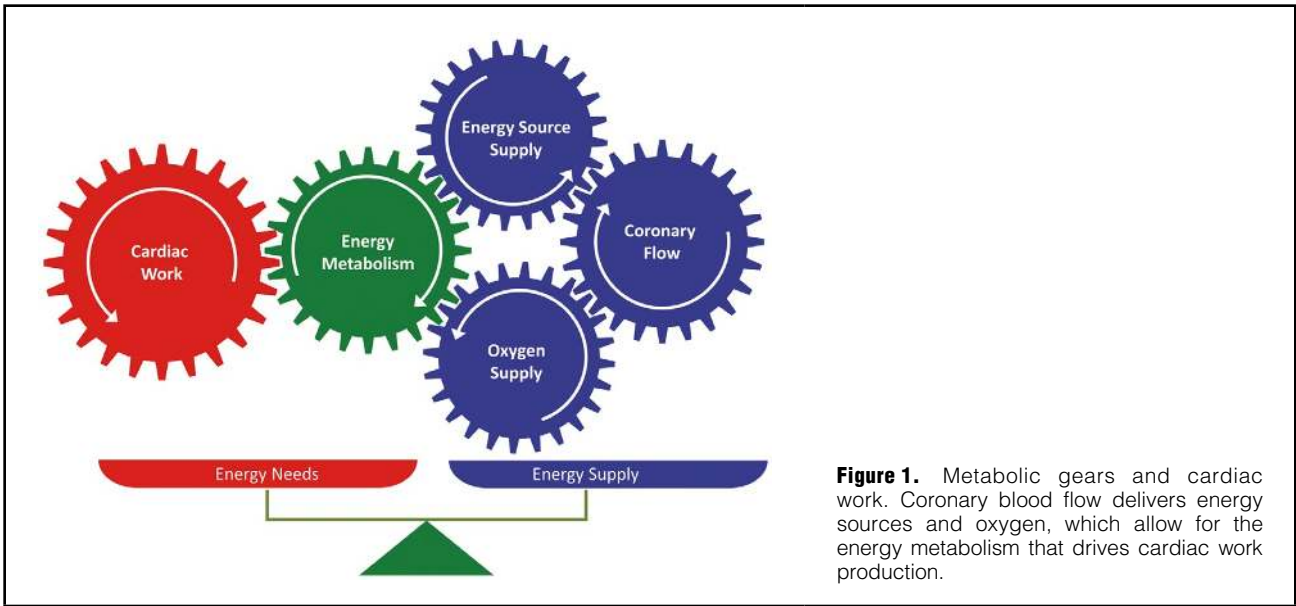 Energy Source
Supply
Coronary
Flow
Energy
Metabolism
Cardiac
Work
Oxygen
Supply
Energy Needs
Energy Supply
Figure 1. Metabolic gears and cardiac
work. Coronary blood flow delivers energy
sources and oxygen, which allow for the
energy metabolism that drives cardiac work
production.